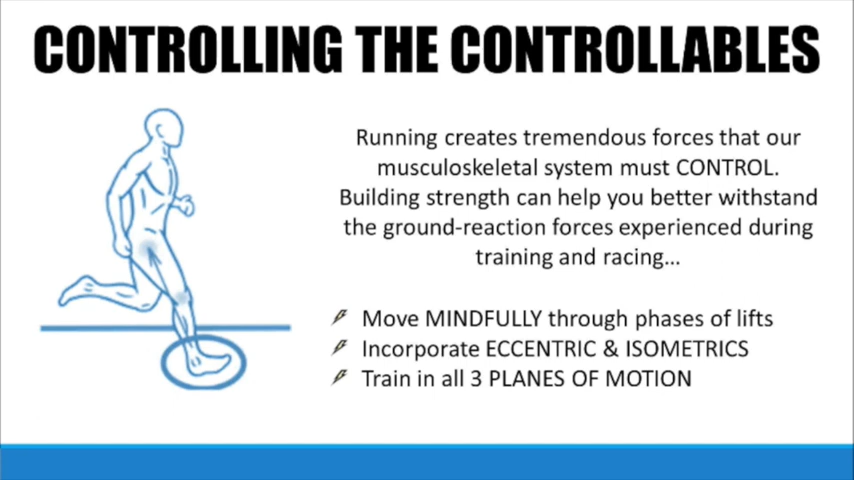 CONTROLLING THE CONTROLLABLES
Running creates tremendous forces that our
musculoskeletal system must CONTROL.
Building strength can help you better withstand
the ground-reaction forces experienced during
training and racing...
Move MINDFULLY through phases of lifts
Incorporate ECCENTRIC & ISOMETRICS
Train in all 3 PLANES OF MOTION